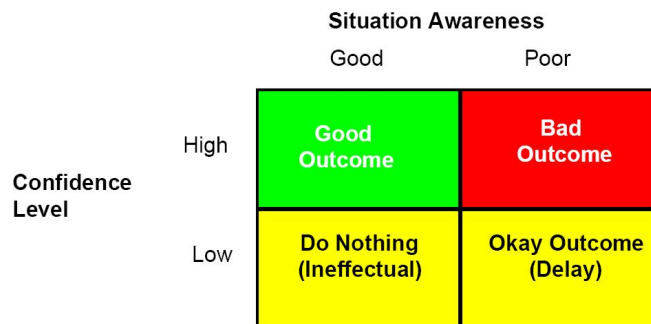 Situation Awareness
Good Poor
High
Good
Outcome
Bad
Outcome
Confidence
Level
Low
Do Nothing
(Ineffectual)
Okay Outcome
(Delay)